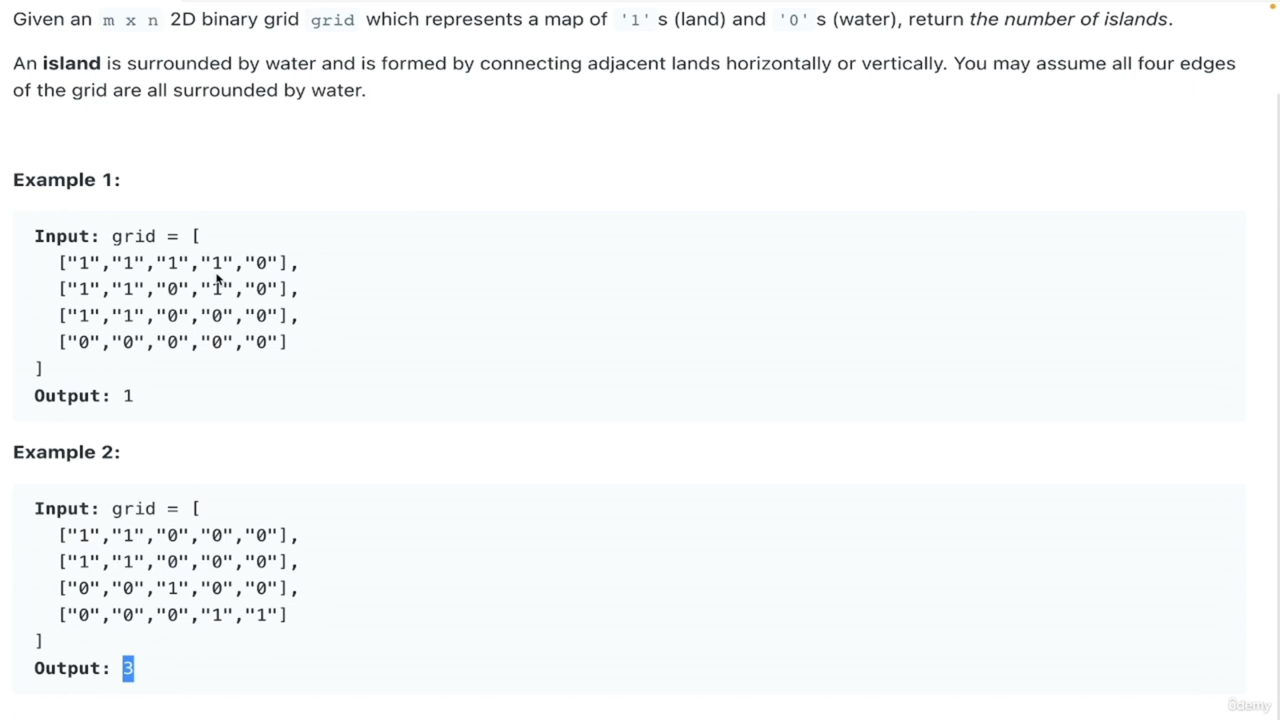 Given an m x n 2D binary grid grid which represents a map of '1' s (land) and '0' s (water), return the number of islands.
An island is surrounded by water and is formed by connecting adjacent lands horizontally or vertically. You may assume all four edges
of the grid are all surrounded by water.
Example 1:
Input: grid = [
["1","1","1","1","0"],
["1","1","0","1","0"],
["1","1","0","0","0"],
["0","0","0","0","0"]
]
Output: 1
Example 2:
Input: grid = [
["1","1","0","0","0"],
["1","1","0","0","0"],
["0","0","1","0","0"],
["0","0","0","1","1"]
]
Output: 3
ûdemy